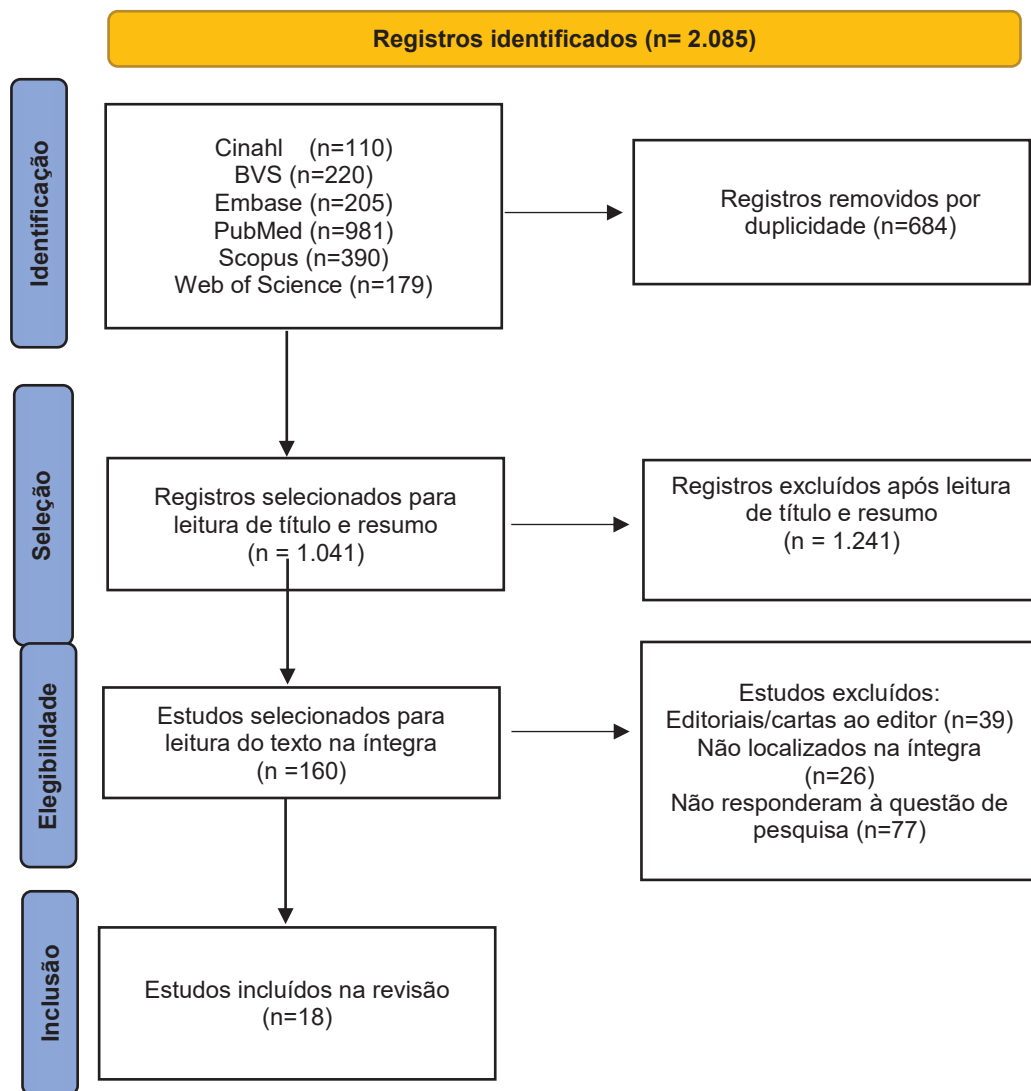 Registros identificados (n= 2.085)
Identificação
Cinahl (n=110)
BVS (n=220)
Embase (n=205)
PubMed (n=981)
Scopus (n=390)
Web of Science (n=179)
Registros removidos por
duplicidade (n=684)
Seleção
Registros selecionados para
leitura de título e resumo
(n = 1.041)
Registros excluídos após leitura
de título e resumo
(n = 1.241)
Elegibilidade
Estudos selecionados para
leitura do texto na íntegra
(n =160)
Estudos excluídos:
Editoriais/cartas ao editor (n=39)
Não localizados na íntegra
(n=26)
Não responderam à questão de
pesquisa (n=77)
Inclusão
Estudos incluídos na revisão
(n=18)